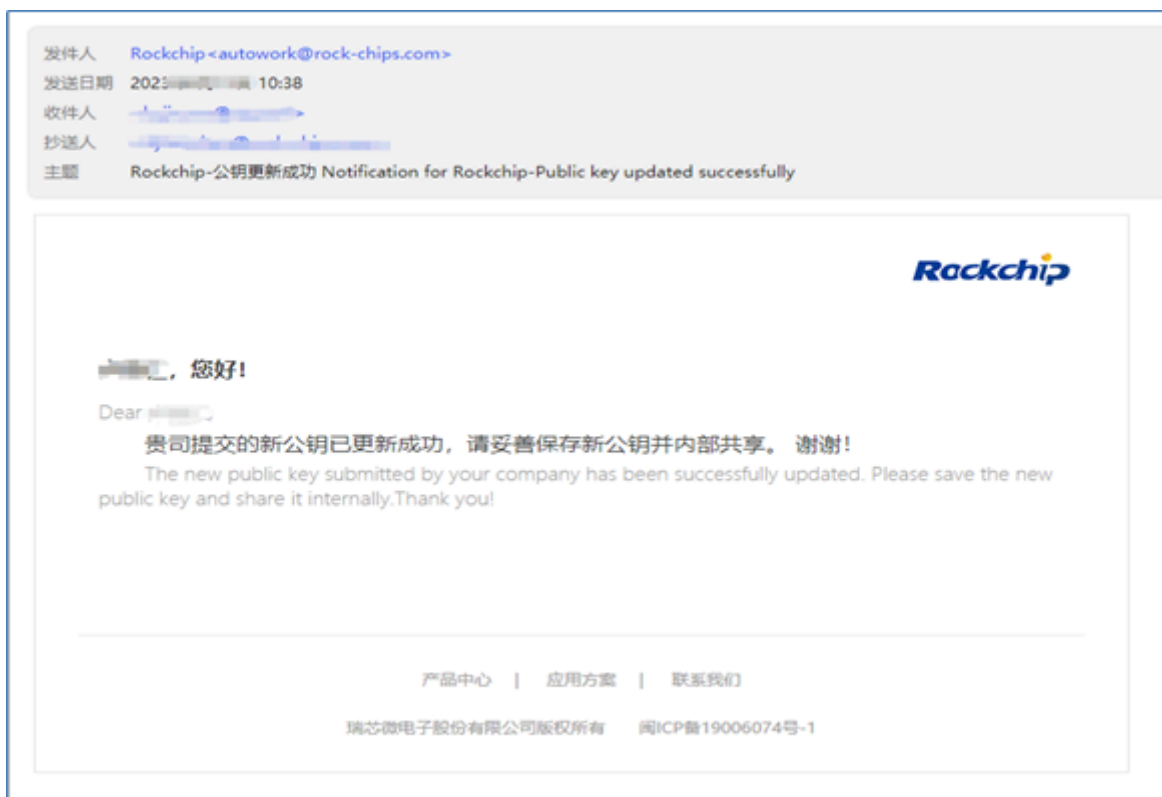 发件人 Rockchip<autowork@rock-chips.com>
发送日期 202 10:38
收件人
抄送人
主题 Rockchip-公钥更新成功 Notification for Rockchip-Public key updated successfully
Rockchip
，您好！
Dear
贵司提交的新公钥已更新成功，请妥善保存新公钥并内部共享。 谢谢！
The new public key submitted by your company has been successfully updated. Please save the new
public key and share it internally.Thank you!
产品中心 | 应用方案 | 联系我们
瑞芯微电子股份有限公司版权所有 闽ICP备19006074号-1